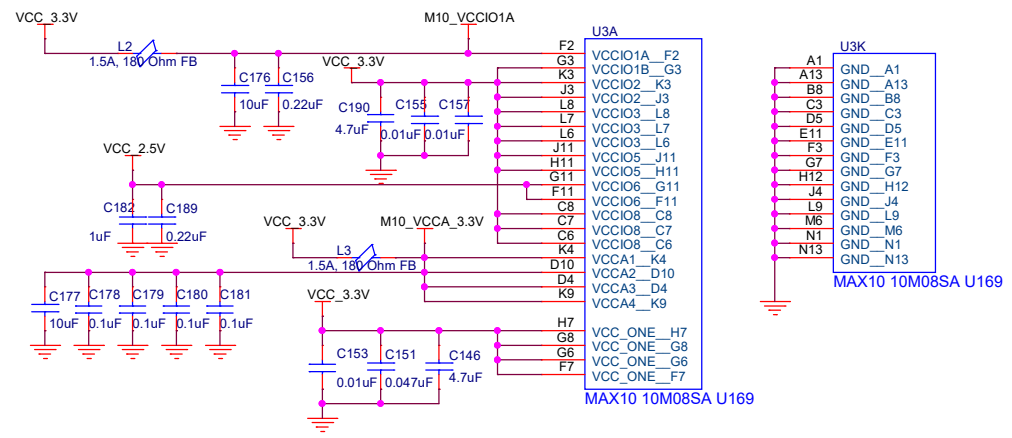 VCC_3.3V
L2
1.5A, 180 Ohm FB
M10_VCCIO1A
C176
10uF
C156
0.22uF
VCC_3.3V
C190
4.7uF
C155
0.01uF
C157
0.01uF
VCC_2.5V
C182
1uF
C189
0.22uF
VCC_3.3V
L3
1.5A, 180 Ohm FB
M10_VCCA_3.3V
C177
10uF
C178
0.1uF
C179
0.1uF
C180
0.1uF
C181
0.1uF
VCC_3.3V
C153
0.01uF
C151
0.047uF
C146
4.7uF
U3A
F2 VCCIO1A__F2
G3 VCCIO1B__G3
K3 VCCIO2__K3
J3 VCCIO2__J3
L8 VCCIO3__L8
L7 VCCIO3__L7
L6 VCCIO3__L6
J11 VCCIO5__J11
H11 VCCIO5__H11
G11 VCCIO6__G11
F11 VCCIO6__F11
C8 VCCIO8__C8
C7 VCCIO8__C7
C6 VCCIO8__C6
K4 VCCA1__K4
D10 VCCA2__D10
D4 VCCA3__D4
K9 VCCA4__K9
H7 VCC_ONE__H7
G8 VCC_ONE__G8
G6 VCC_ONE__G6
F7 VCC_ONE__F7
MAX10 10M08SA U169
U3K
A1 GND__A1
A13 GND__A13
B8 GND__B8
C3 GND__C3
D5 GND__D5
E11 GND__E11
F3 GND__F3
G7 GND__G7
H12 GND__H12
J4 GND__J4
L9 GND__L9
M6 GND__M6
N1 GND__N1
N13 GND__N13
MAX10 10M08SA U169